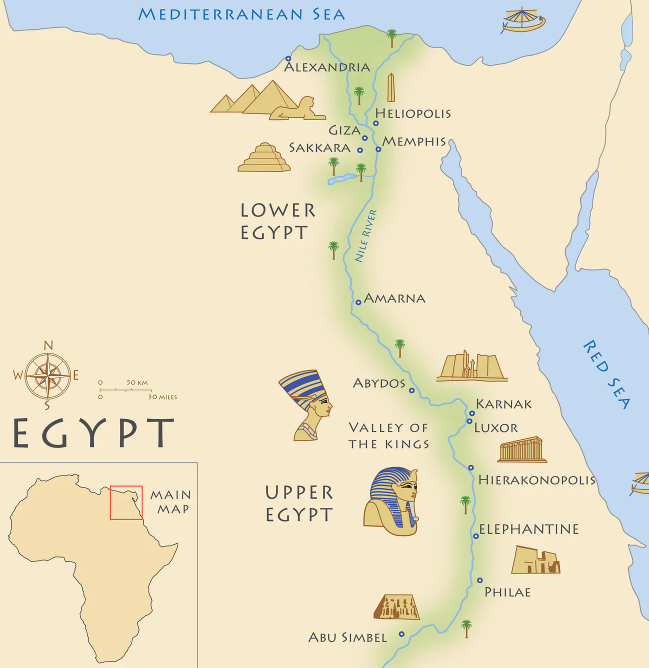 Mediterranean Sea
Alexandria
Heliopolis
Giza
Memphis
Sakkara
LOWER
EGYPT
Nile River
Amarna
Red Sea
N
W
E
S
0 50 KM
0 50 MILES
EGYPT
Abydos
Karnak
Luxor
VALLEY OF
THE KINGS
Hierakonopolis
UPPER
EGYPT
MAIN
MAP
ELEPHANTINE
PHILAE
Abu Simbel